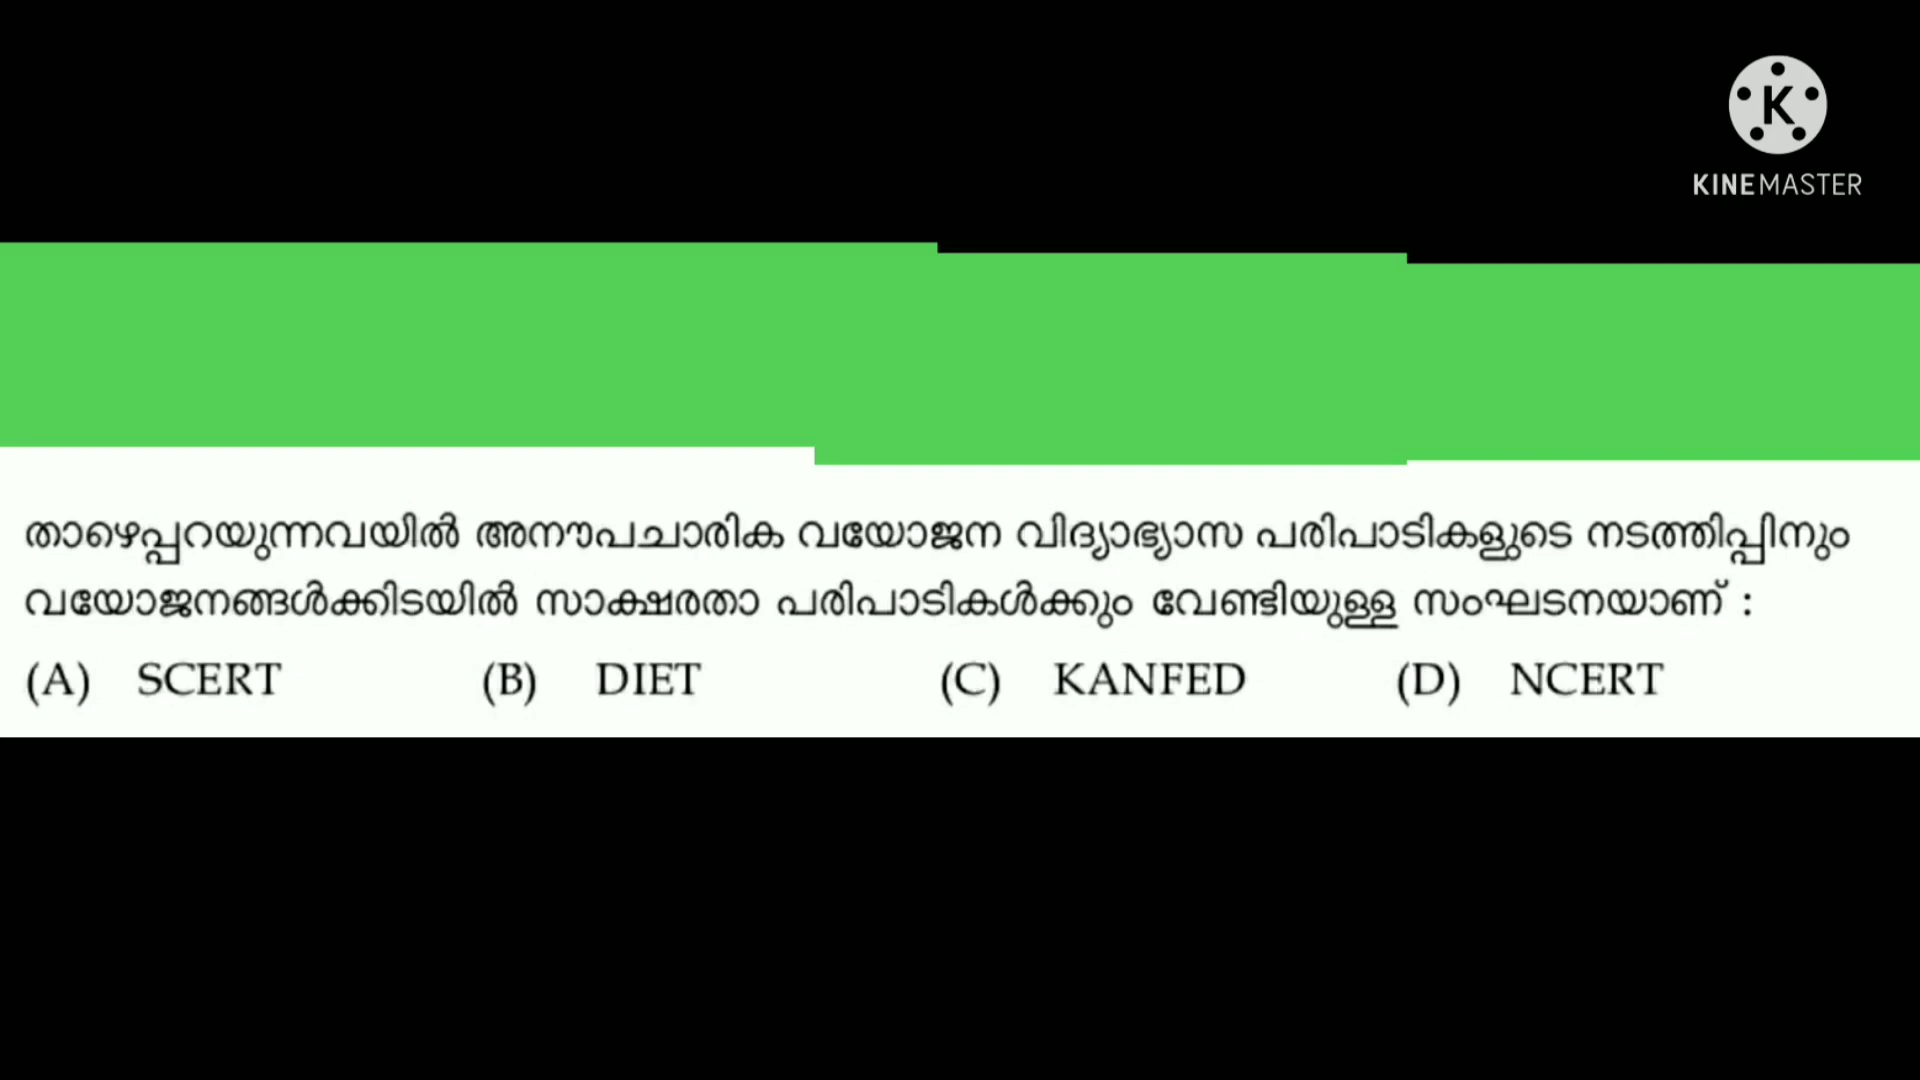 K
KINEMASTER
താഴെപ്പറയുന്നവയിൽ അനൗപചാരിക വയോജന വിദ്യാഭ്യാസ പരിപാടികളുടെ നടത്തിപ്പിനും
വയോജനങ്ങൾക്കിടയിൽ സാക്ഷരതാ പരിപാടികൾക്കും വേണ്ടിയുള്ള സംഘടനയാണ് :
(A) SCERT (B) DIET (C) KANFED (D) NCERT